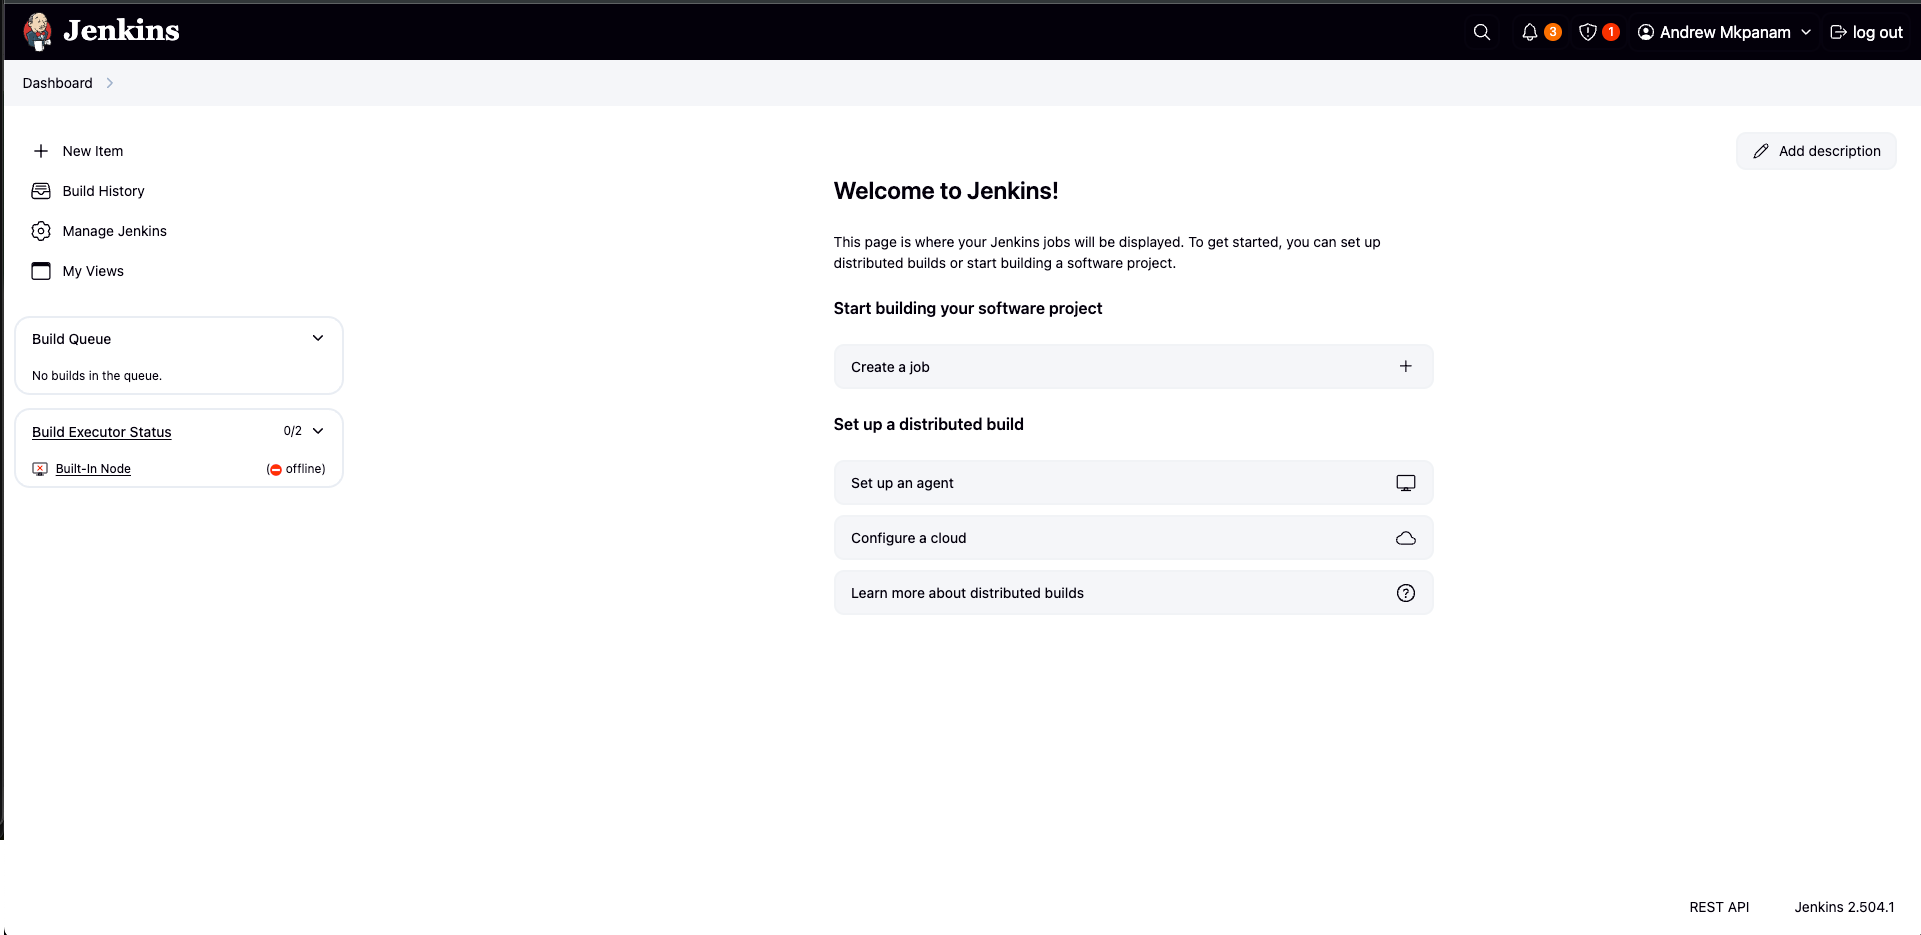 Jenkins
3
1
Andrew Mkpanam
log out
Dashboard
New Item
Build History
Manage Jenkins
My Views
Build Queue
No builds in the queue.
Build Executor Status
0/2
Built-In Node
(offline)
Add description
Welcome to Jenkins!
This page is where your Jenkins jobs will be displayed. To get started, you can set up
distributed builds or start building a software project.
Start building your software project
Create a job
Set up a distributed build
Set up an agent
Configure a cloud
Learn more about distributed builds
REST API
Jenkins 2.504.1